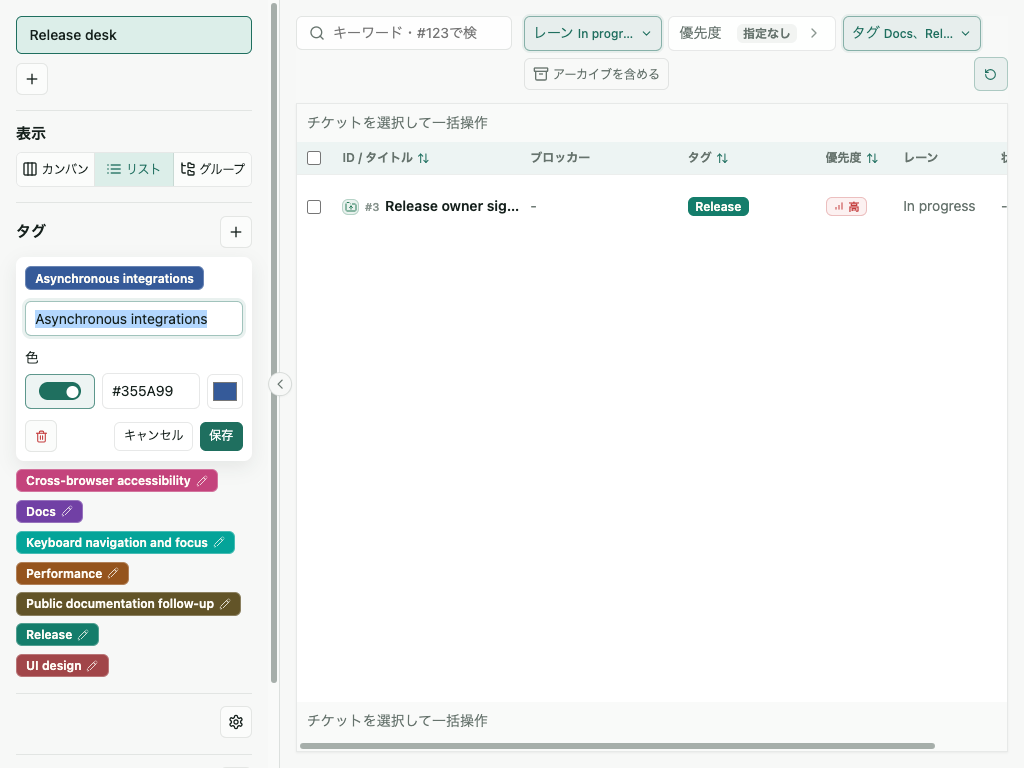 Release desk
表示
カンバン
リスト
グループ
タグ
Asynchronous integrations
Asynchronous integrations
色
#355A99
キャンセル
保存
Cross-browser accessibility
Docs
Keyboard navigation and focus
Performance
Public documentation follow-up
Release
UI design
キーワード・#123で検
レーン In progr...
優先度 指定なし
タグ Docs、Rel...
アーカイブを含める
チケットを選択して一括操作
ID / タイトル ブロッカー タグ 優先度 レーン
#3 Release owner sig... - Release 高 In progress -
チケットを選択して一括操作